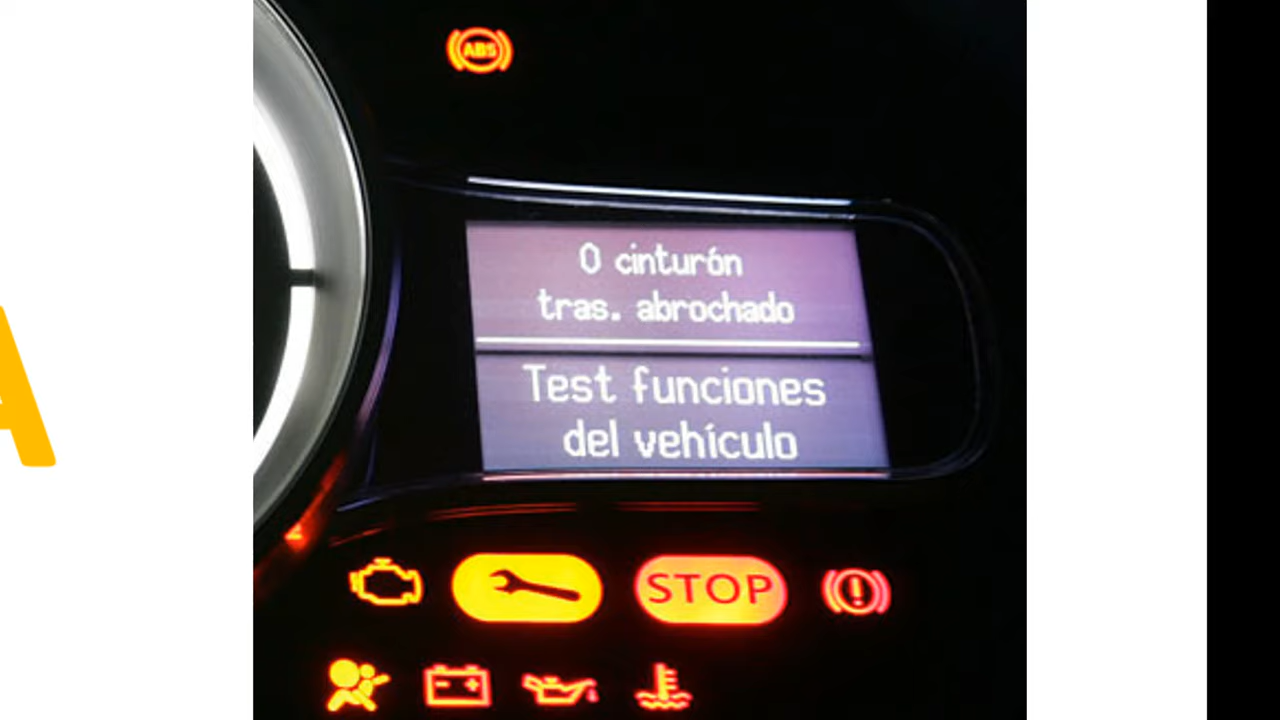 A
ABS
0 cinturón
tras. abrochado
Test funciones
del vehículo
STOP